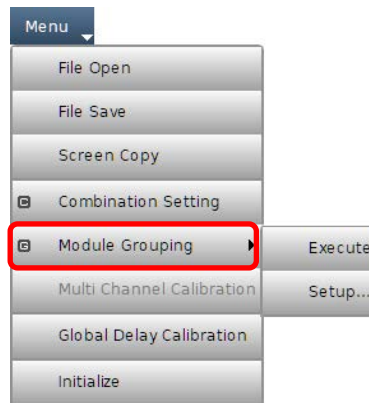 Menu
File Open
File Save
Screen Copy
Combination Setting
Module Grouping
Execute
Multi Channel Calibration
Setup...
Global Delay Calibration
Initialize